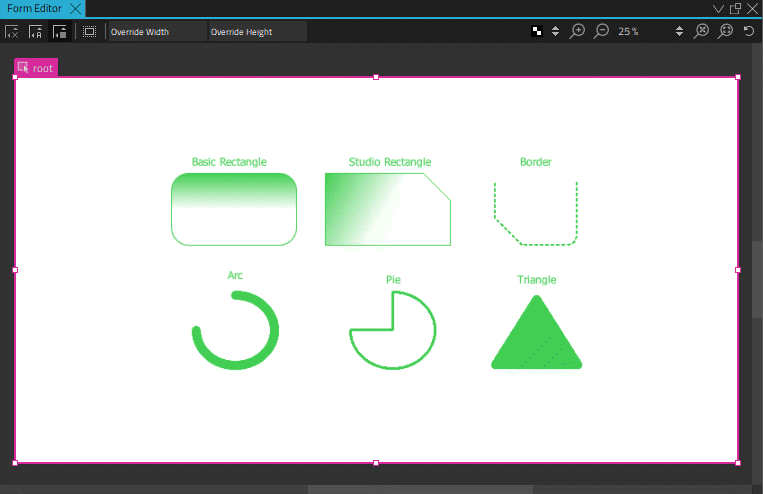 Form Editor
Override Width
Override Height
25%
root
Basic Rectangle
Studio Rectangle
Border
Arc
Pie
Triangle